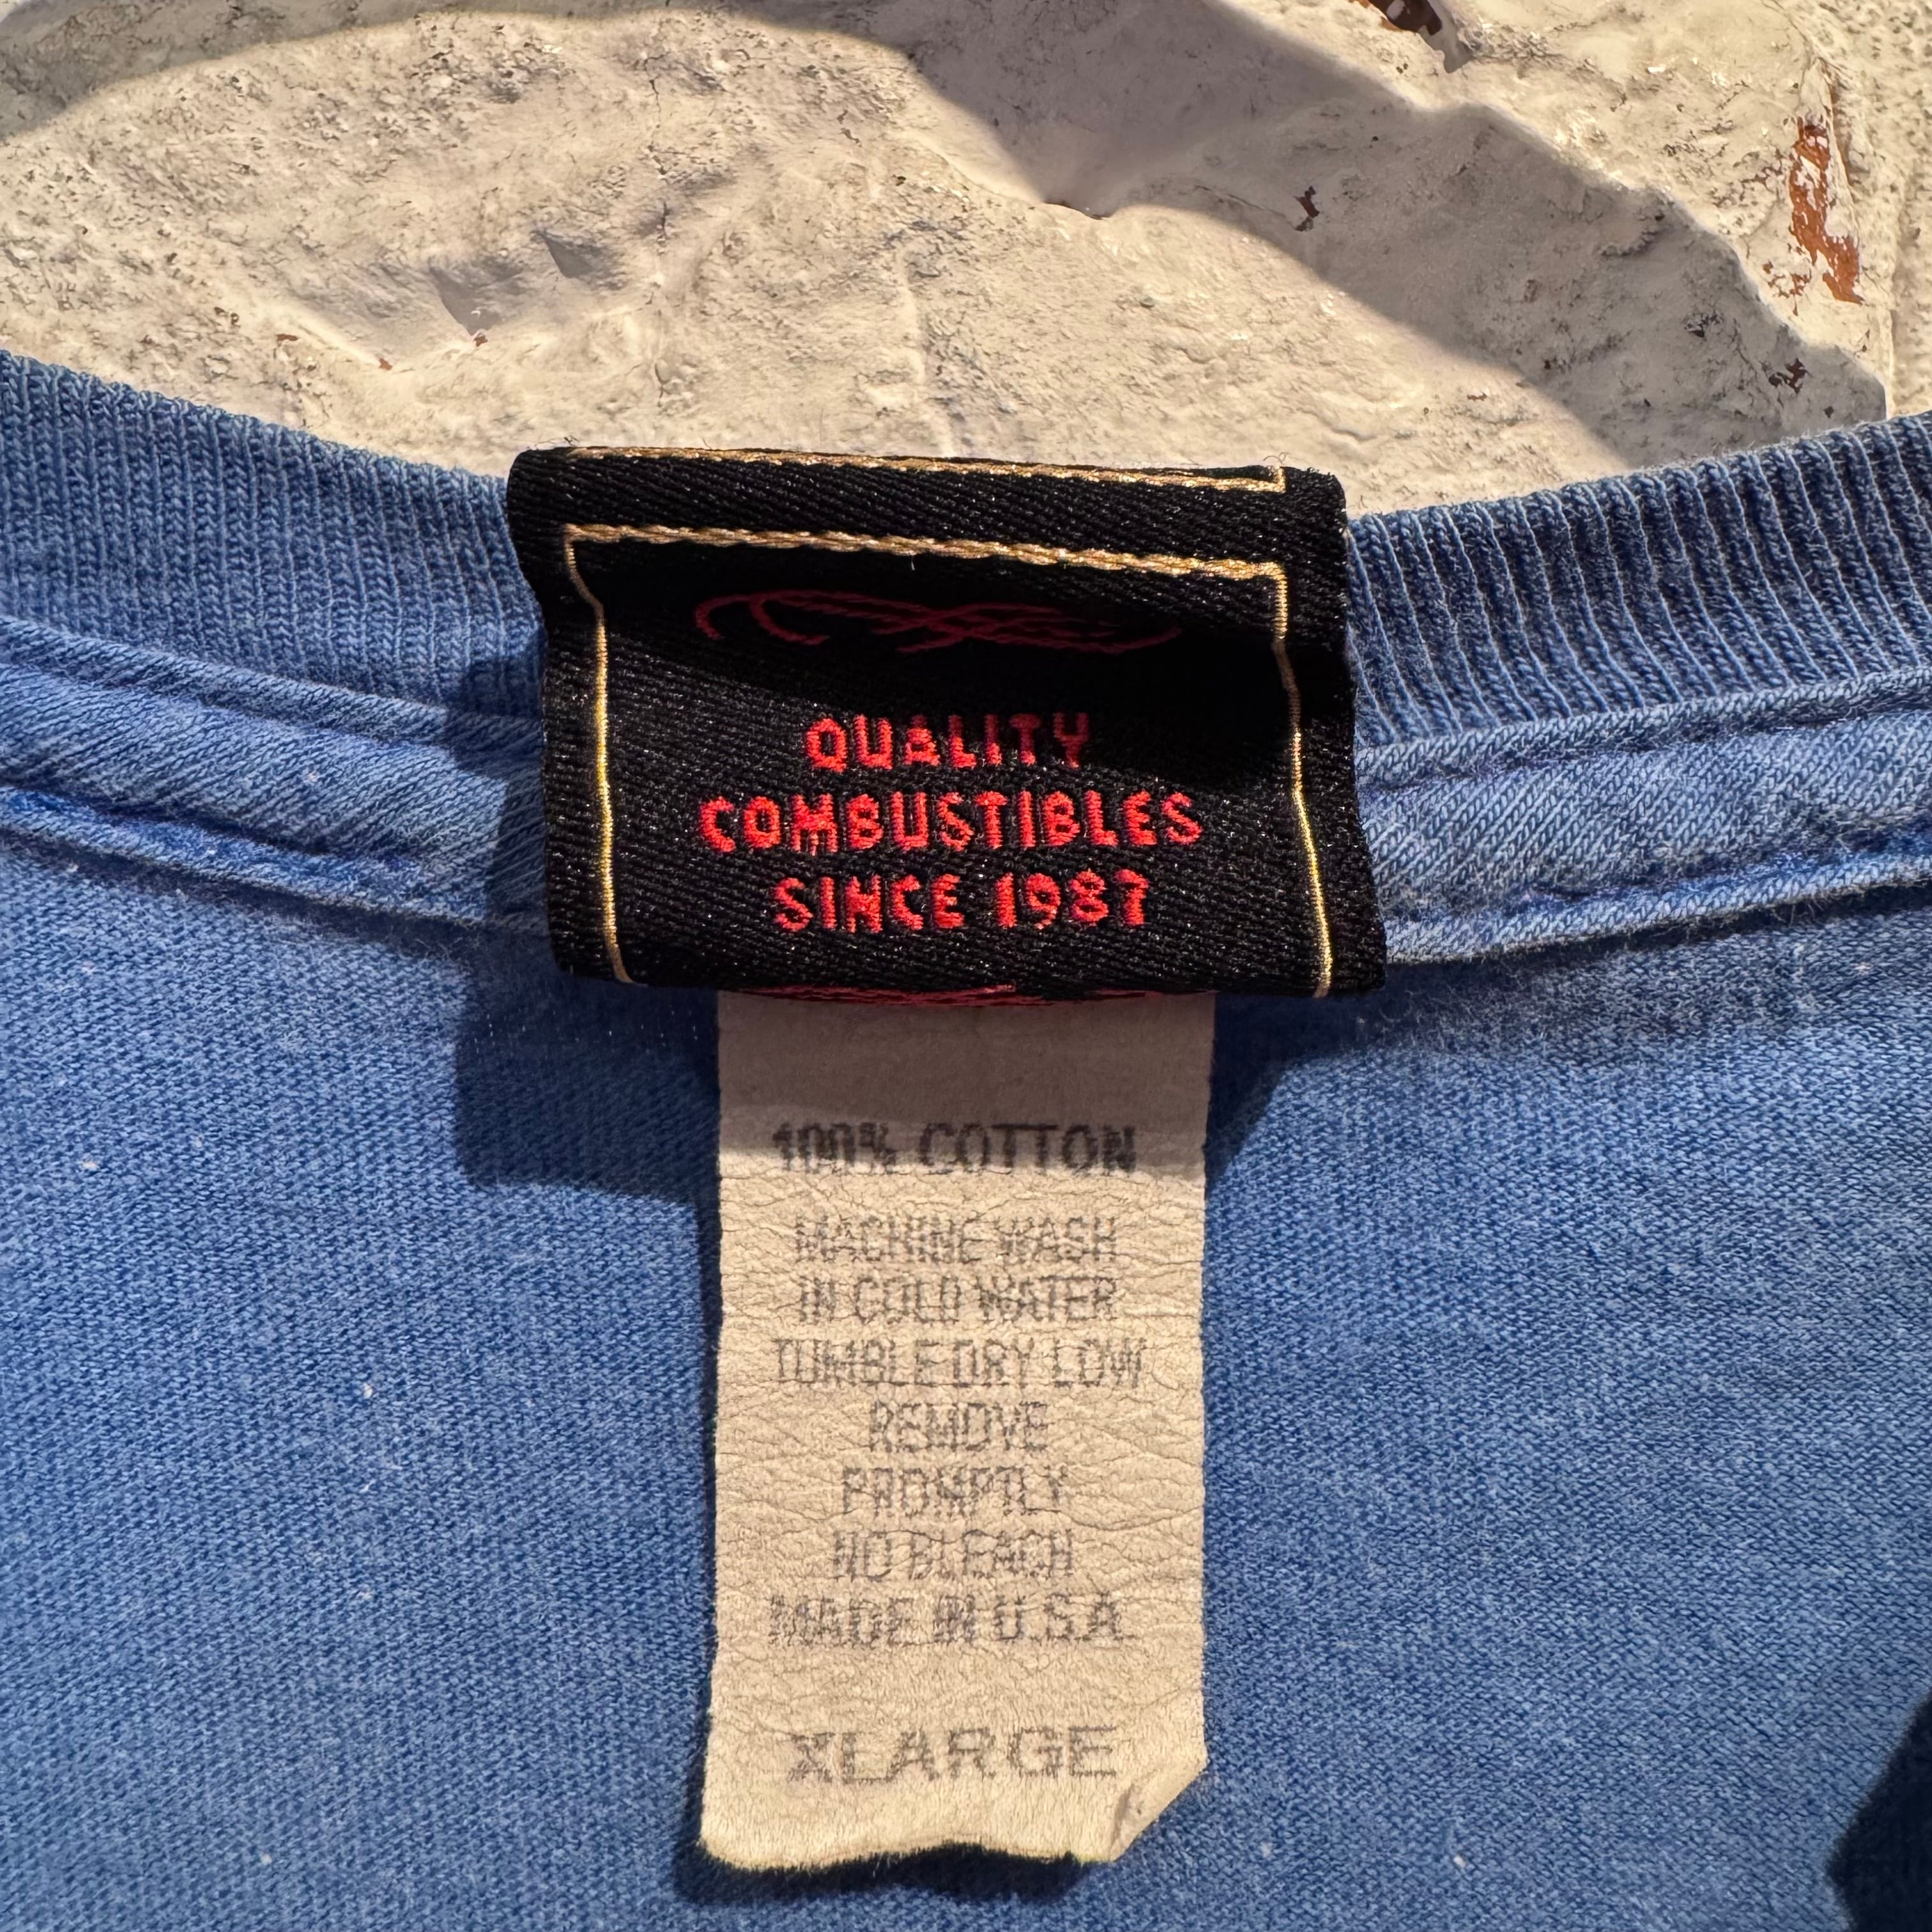 QUALITY
COMBUSTIBLES
SINCE 1987
100% COTTON
MACHINE WASH
IN COLD WATER
TUMBLE DRY LOW
REMOVE
PROMPTLY
NO BLEACH
MADE IN U.S.A.
XLARGE